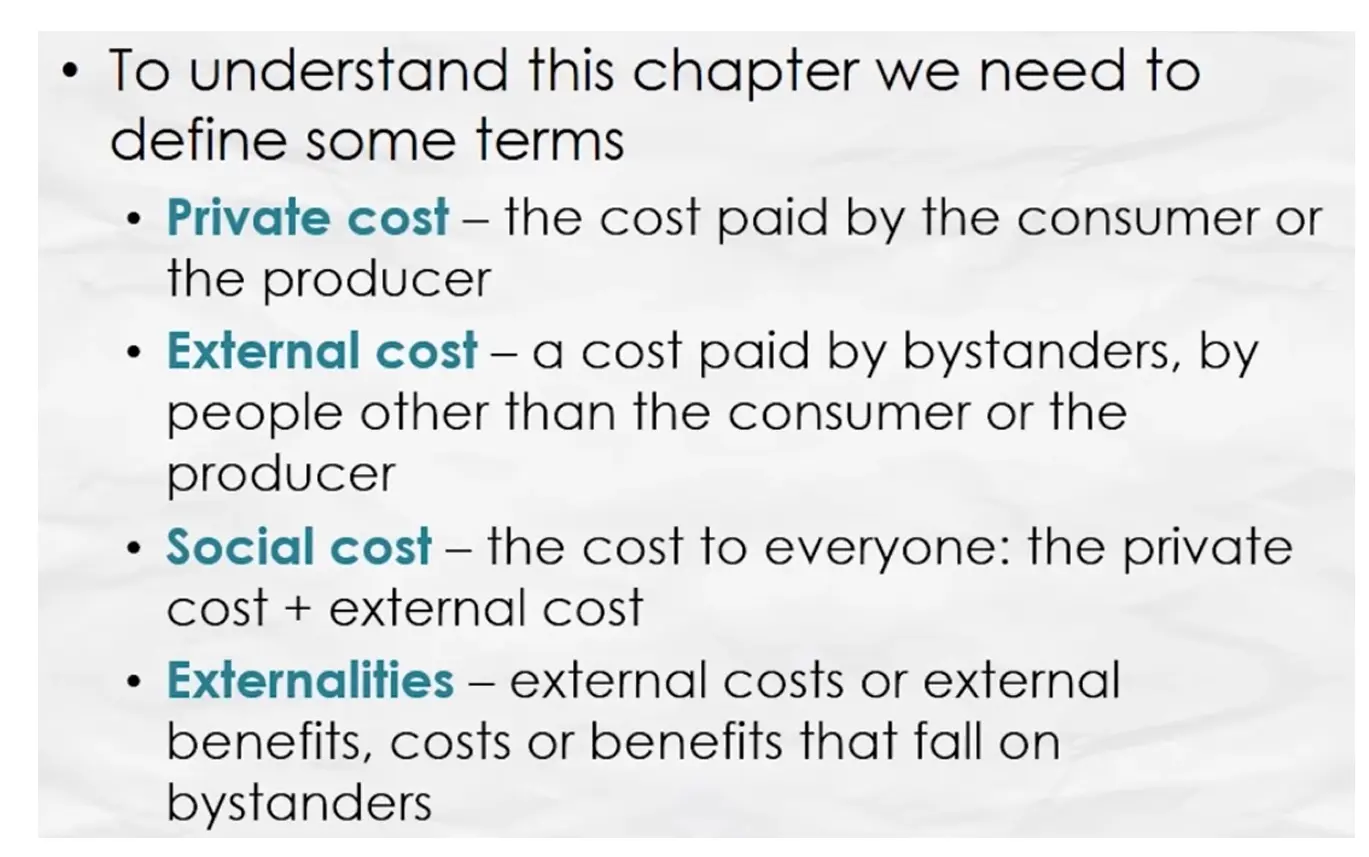 • To understand this chapter we need to
define some terms
• Private cost – the cost paid by the consumer or
the producer
• External cost – a cost paid by bystanders, by
people other than the consumer or the
producer
• Social cost – the cost to everyone: the private
cost + external cost
• Externalities – external costs or external
benefits, costs or benefits that fall on
bystanders